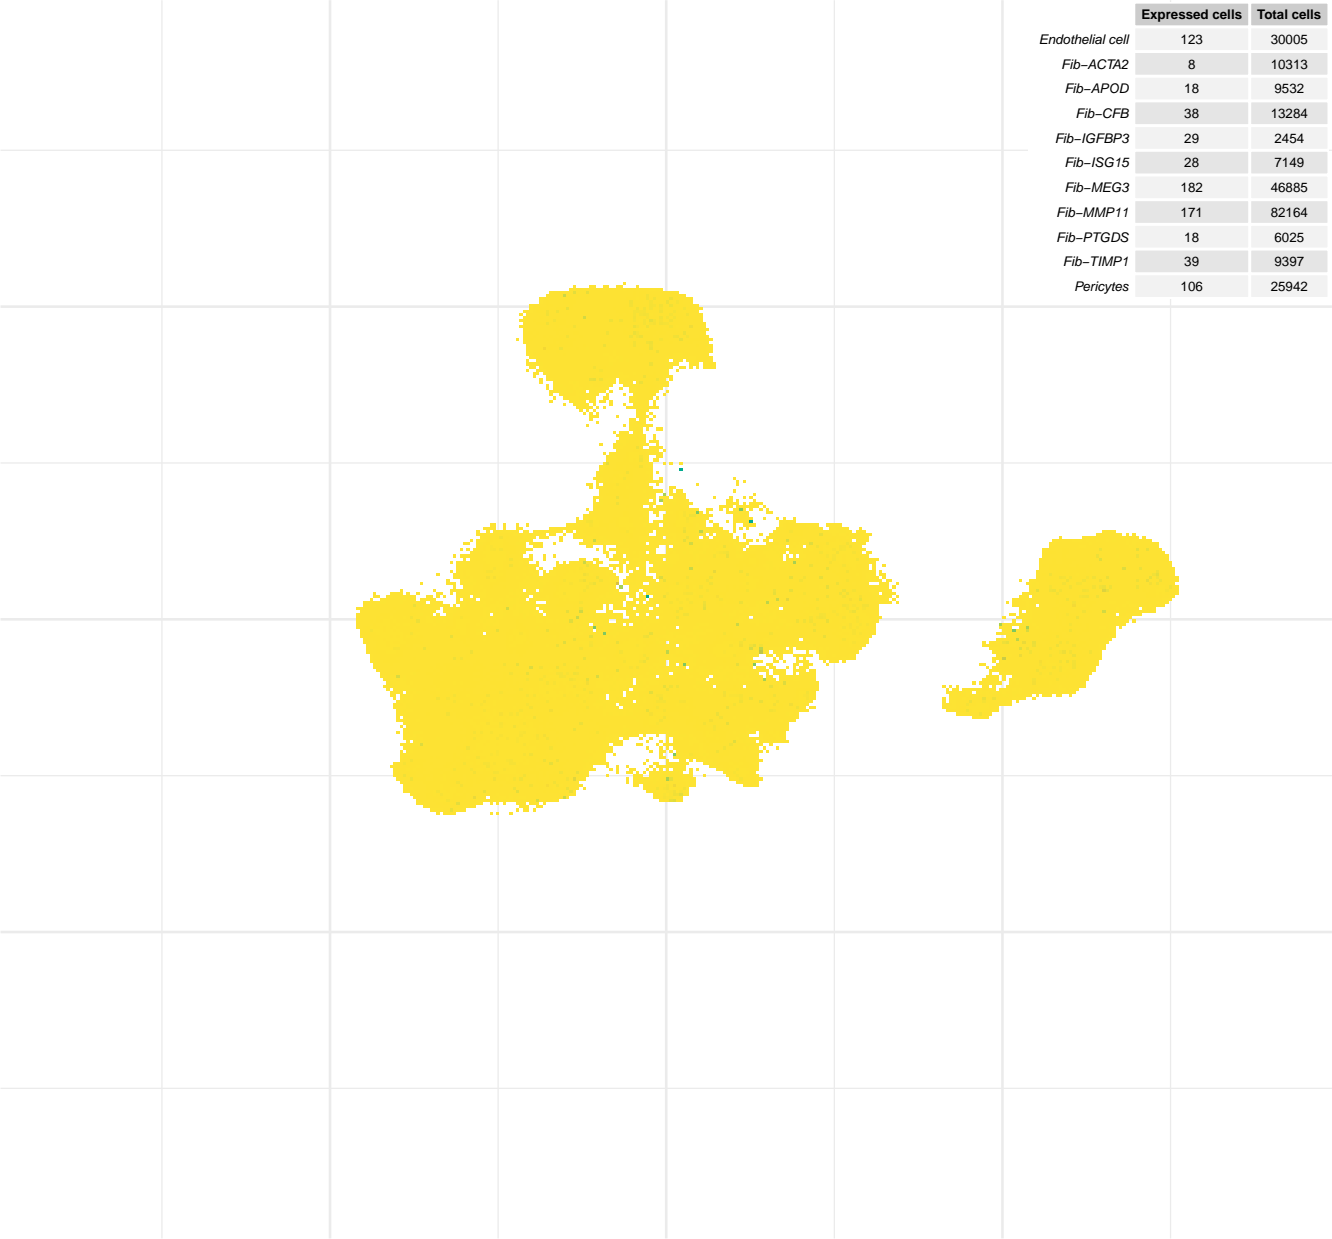 Expressed cells Total cells
Endothelial cell 123 30005
Fib−ACTA2 8 10313
Fib−APOD 18 9532
Fib−CFB 38 13284
Fib−IGFBP3 29 2454
Fib−ISG15 28 7149
Fib−MEG3 182 46885
Fib−MMP11 171 82164
Fib−PTGDS 18 6025
Fib−TIMP1 39 9397
Pericytes 106 25942